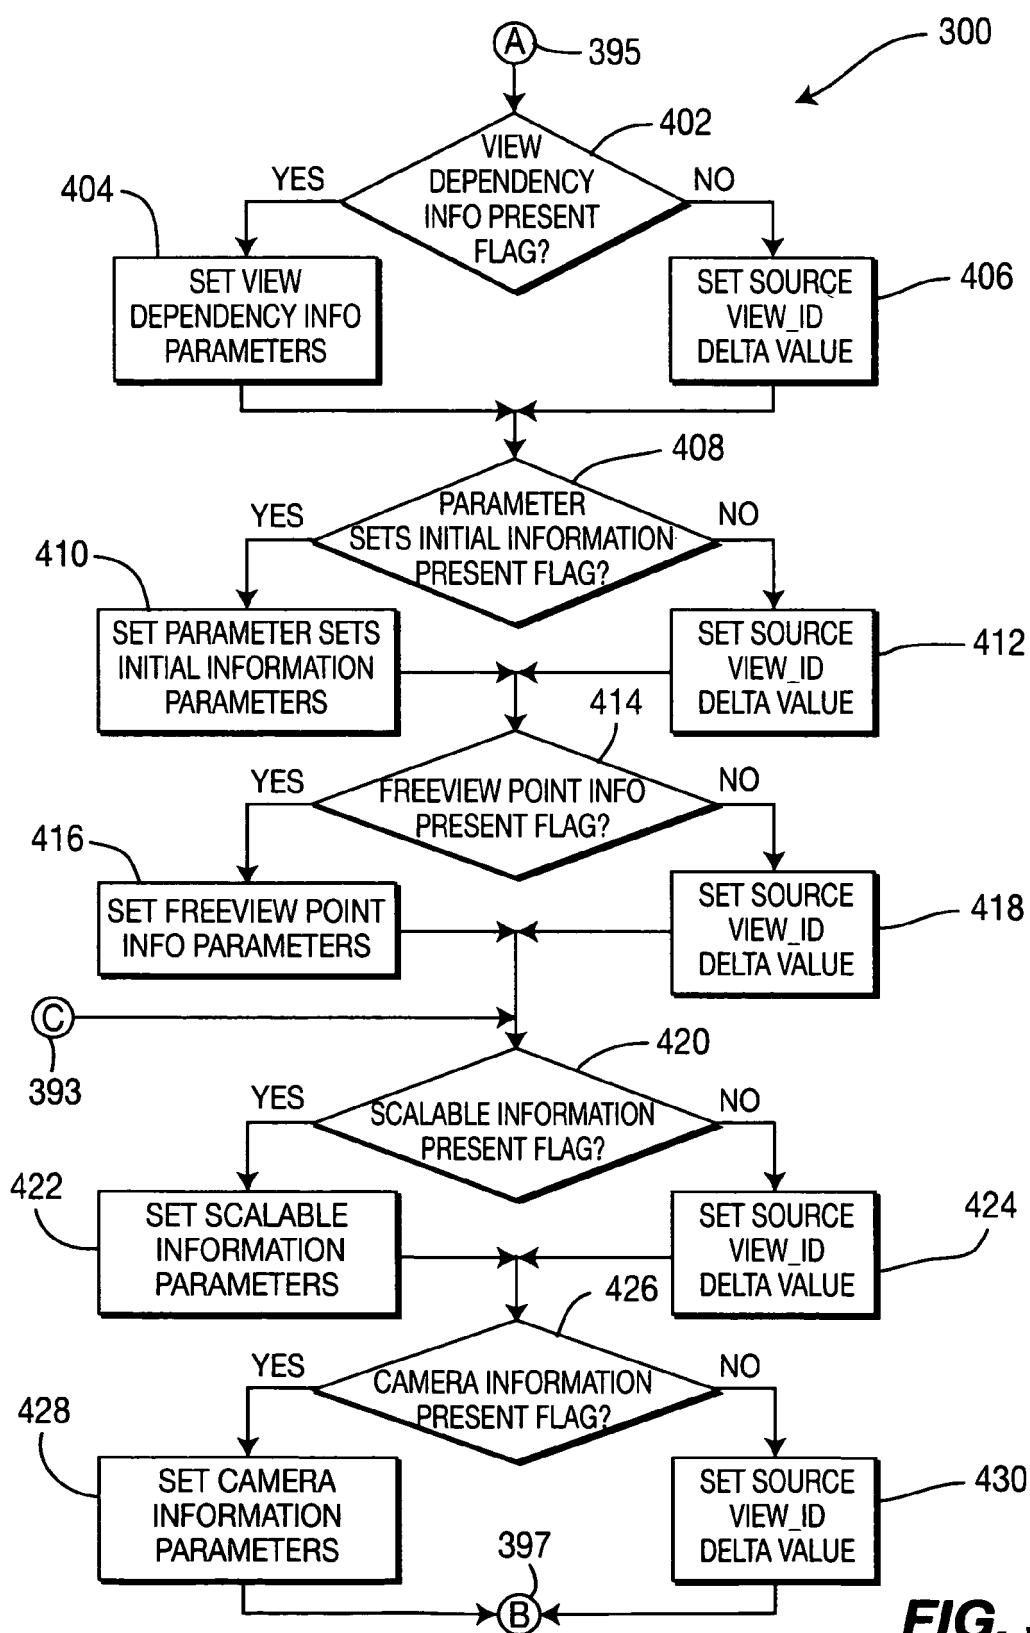 A
395
300
402
VIEW
DEPENDENCY
INFO PRESENT
FLAG?
YES
NO
404
SET VIEW
DEPENDENCY INFO
PARAMETERS
SET SOURCE
VIEW_ID
DELTA VALUE
406
408
PARAMETER
SETS INITIAL INFORMATION
PRESENT FLAG?
YES
NO
410
SET PARAMETER SETS
INITIAL INFORMATION
PARAMETERS
SET SOURCE
VIEW_ID
DELTA VALUE
412
414
FREEVIEW POINT INFO
PRESENT FLAG?
YES
NO
416
SET FREEVIEW POINT
INFO PARAMETERS
SET SOURCE
VIEW_ID
DELTA VALUE
418
C
393
420
SCALABLE INFORMATION
PRESENT FLAG?
YES
NO
422
SET SCALABLE
INFORMATION
PARAMETERS
SET SOURCE
VIEW_ID
DELTA VALUE
424
426
CAMERA INFORMATION
PRESENT FLAG?
YES
NO
428
SET CAMERA
INFORMATION
PARAMETERS
SET SOURCE
VIEW_ID
DELTA VALUE
430
397
B
FIG.